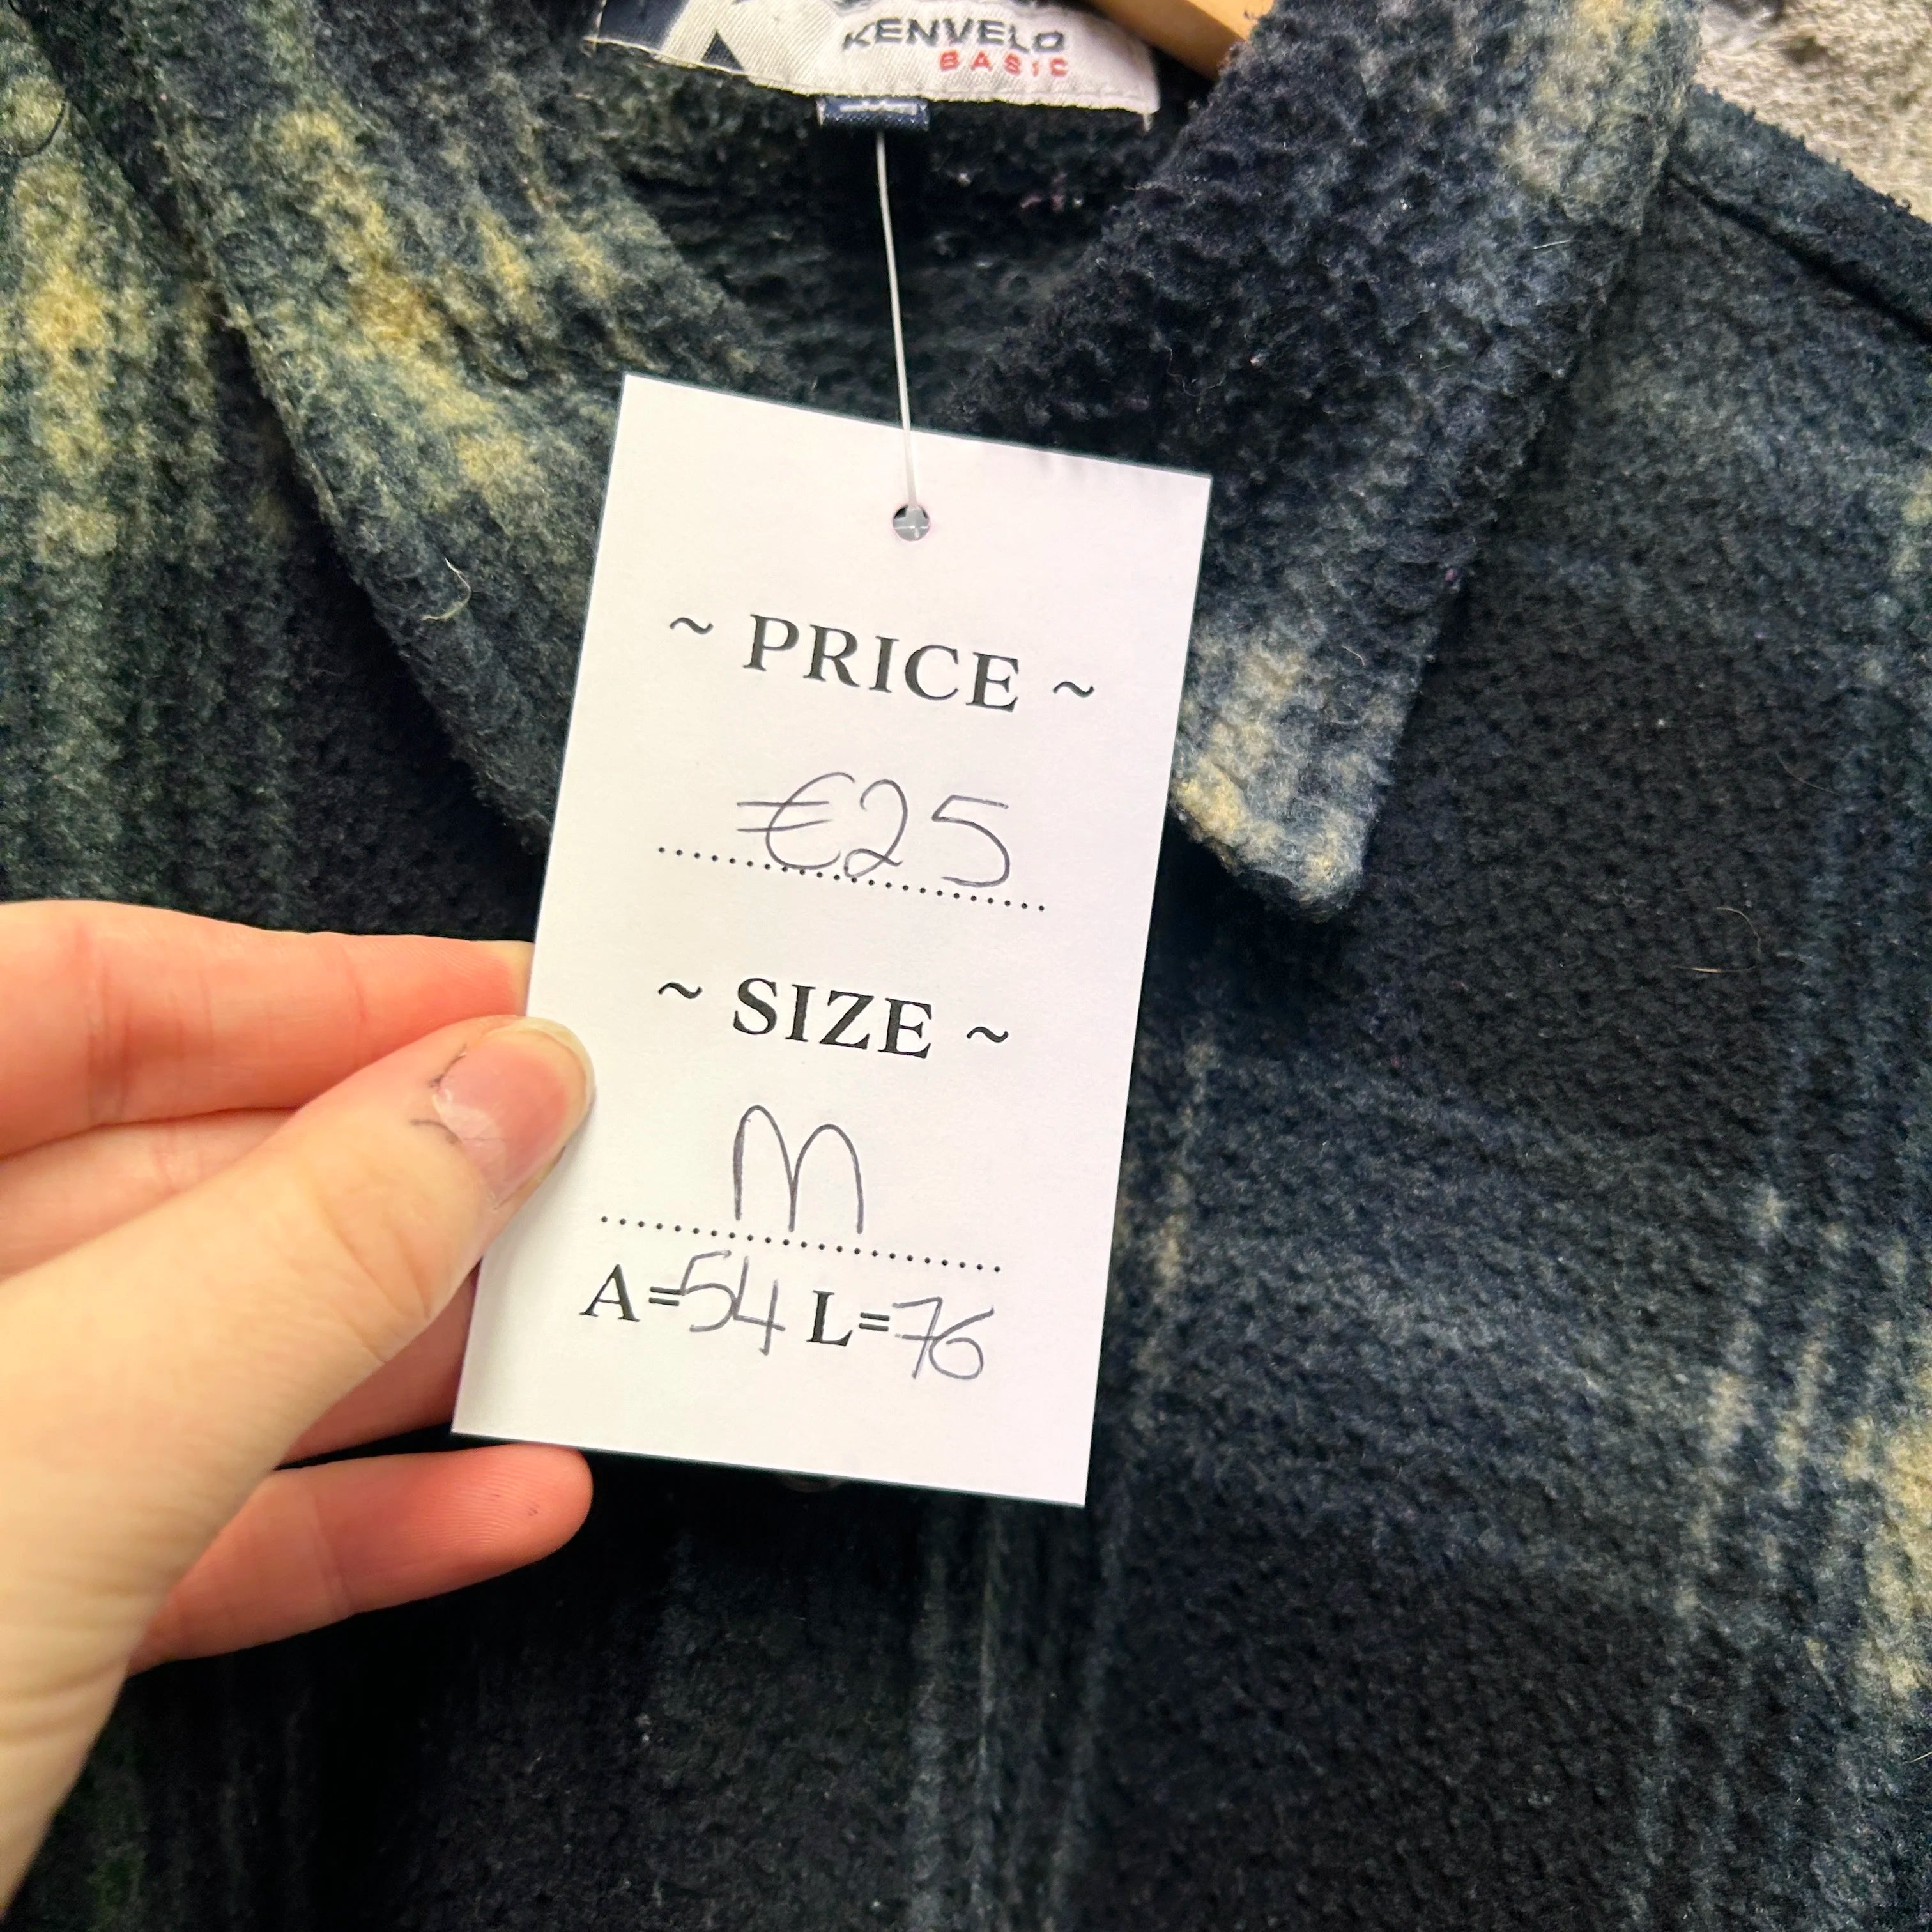 KENVELO
BASIC
~ PRICE ~
€25
~ SIZE ~
M
A=54 L=76